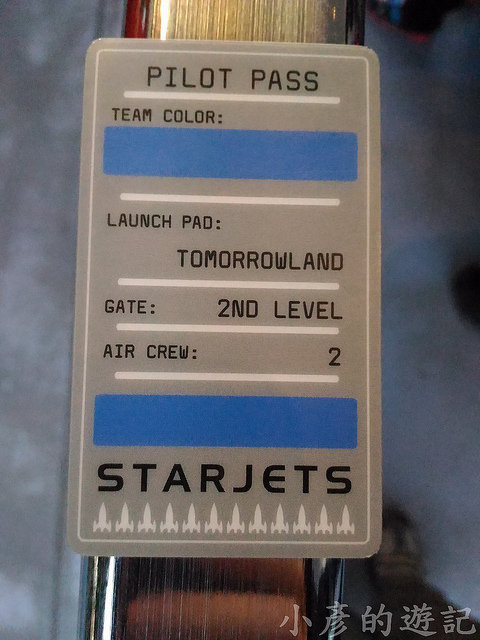 PILOT PASS
TEAM COLOR:
LAUNCH PAD:
TOMORROWLAND
GATE: 2ND LEVEL
AIR CREW: 2
STARJETS
小彥的遊記